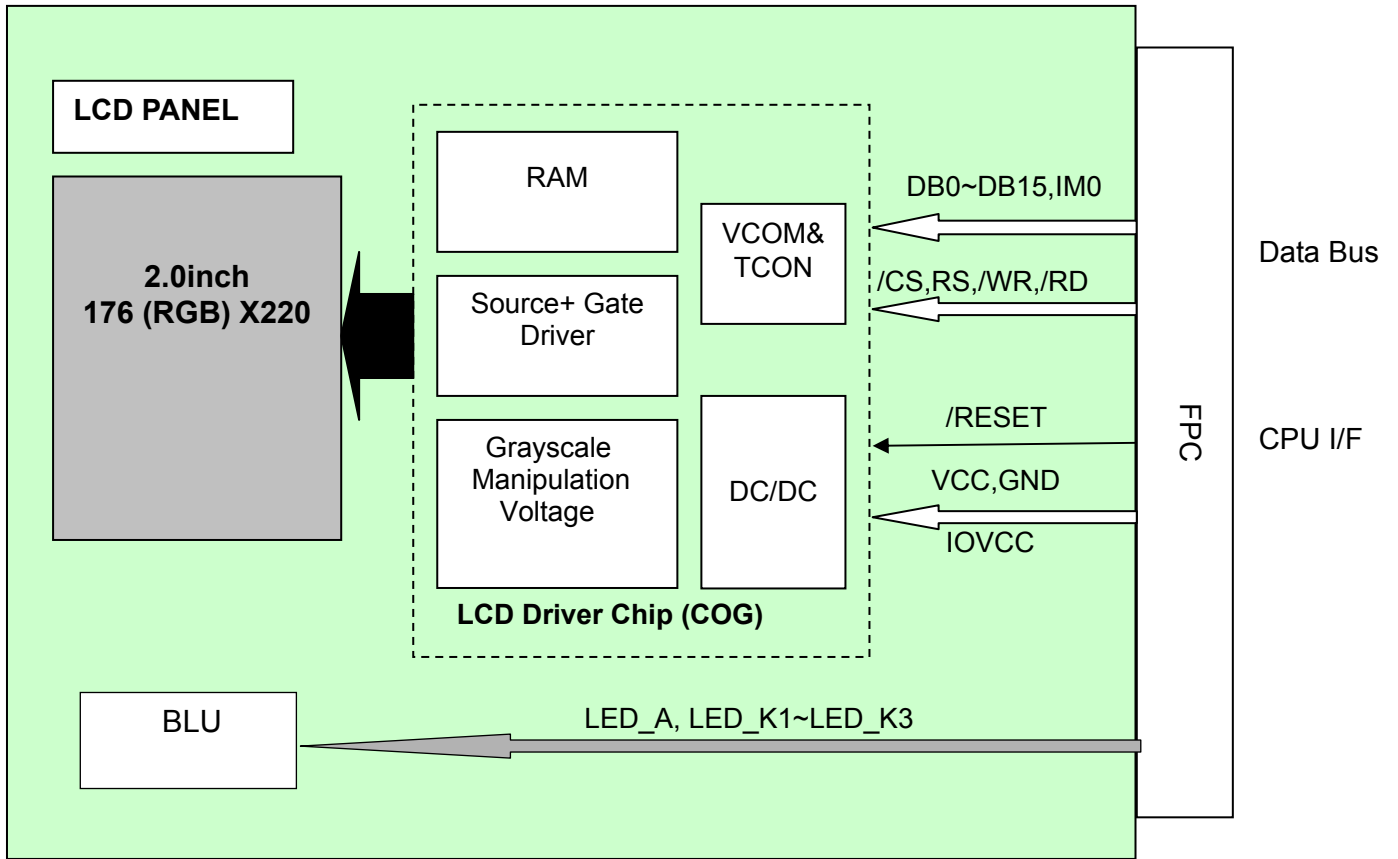 LCD PANEL
2.0inch
176 (RGB) X220
RAM
VCOM&
TCON
Source+ Gate
Driver
Grayscale
Manipulation
Voltage
DC/DC
LCD Driver Chip (COG)
DB0~DB15,IM0
/CS,RS,/WR,/RD
/RESET
VCC,GND
IOVCC
FPC
Data Bus
CPU I/F
BLU
LED_A, LED_K1~LED_K3